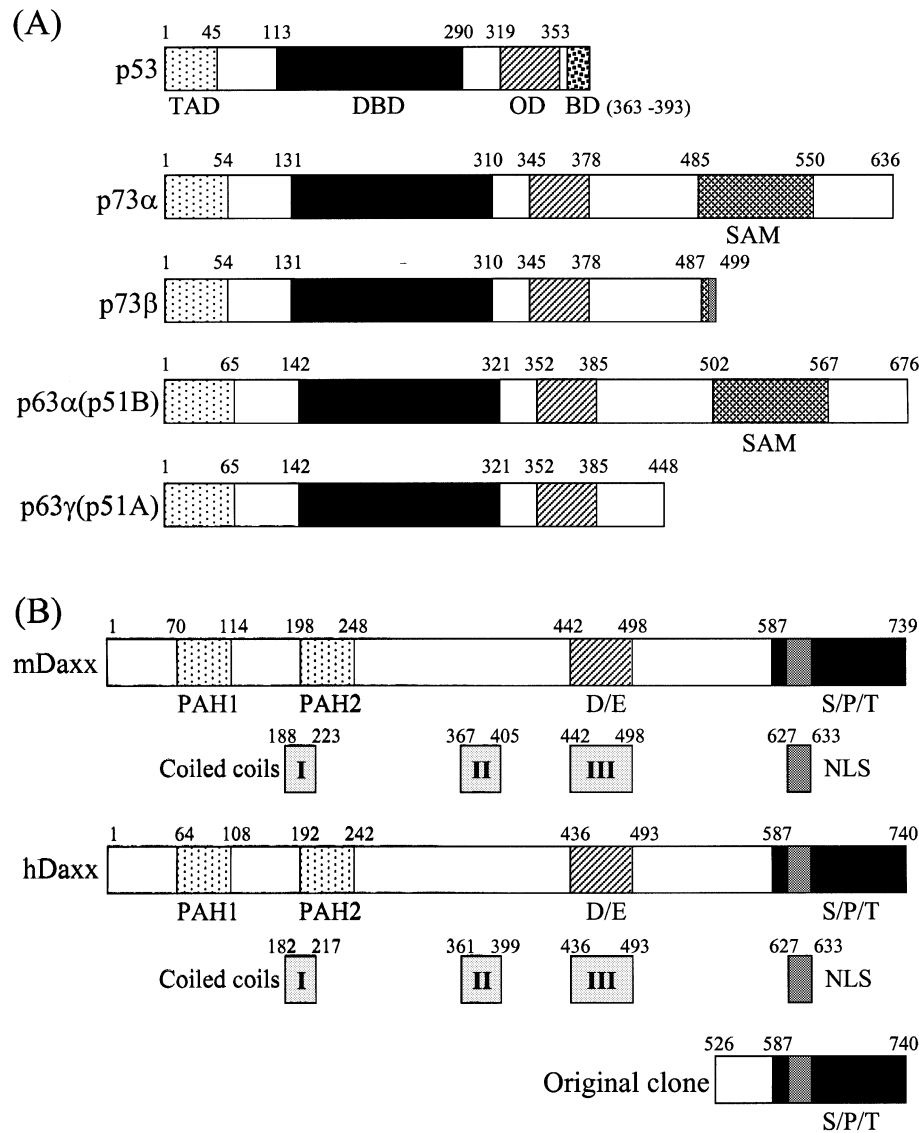 (A)
1 45 113 290 319 353
p53
TAD DBD OD BD (363 -393)
1 54 131 310 345 378 485 550 636
p73α
SAM
1 54 131 310 345 378 487 499
p73β
1 65 142 321 352 385 502 567 676
p63α(p51B)
SAM
1 65 142 321 352 385 448
p63γ(p51A)
(B)
1 70 114 198 248 442 498 587 739
mDaxx
PAH1 PAH2 D/E S/P/T
188 223 367 405 442 498 627 633
Coiled coils I II III NLS
1 64 108 192 242 436 493 587 740
hDaxx
PAH1 PAH2 D/E S/P/T
182 217 361 399 436 493 627 633
Coiled coils I II III NLS
526 587 740
Original clone
S/P/T